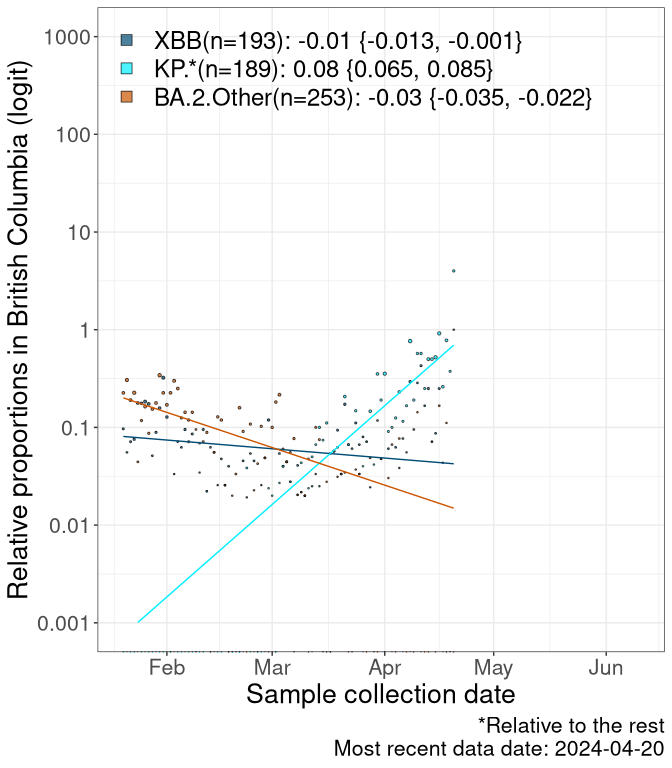 XBB(n=193): -0.01 {-0.013, -0.001}
KP.*(n=189): 0.08 {0.065, 0.085}
BA.2.Other(n=253): -0.03 {-0.035, -0.022}
Relative proportions in British Columbia (logit)
1000
100
10
1
0.1
0.01
0.001
Feb Mar Apr May Jun
Sample collection date
*Relative to the rest
Most recent data date: 2024-04-20